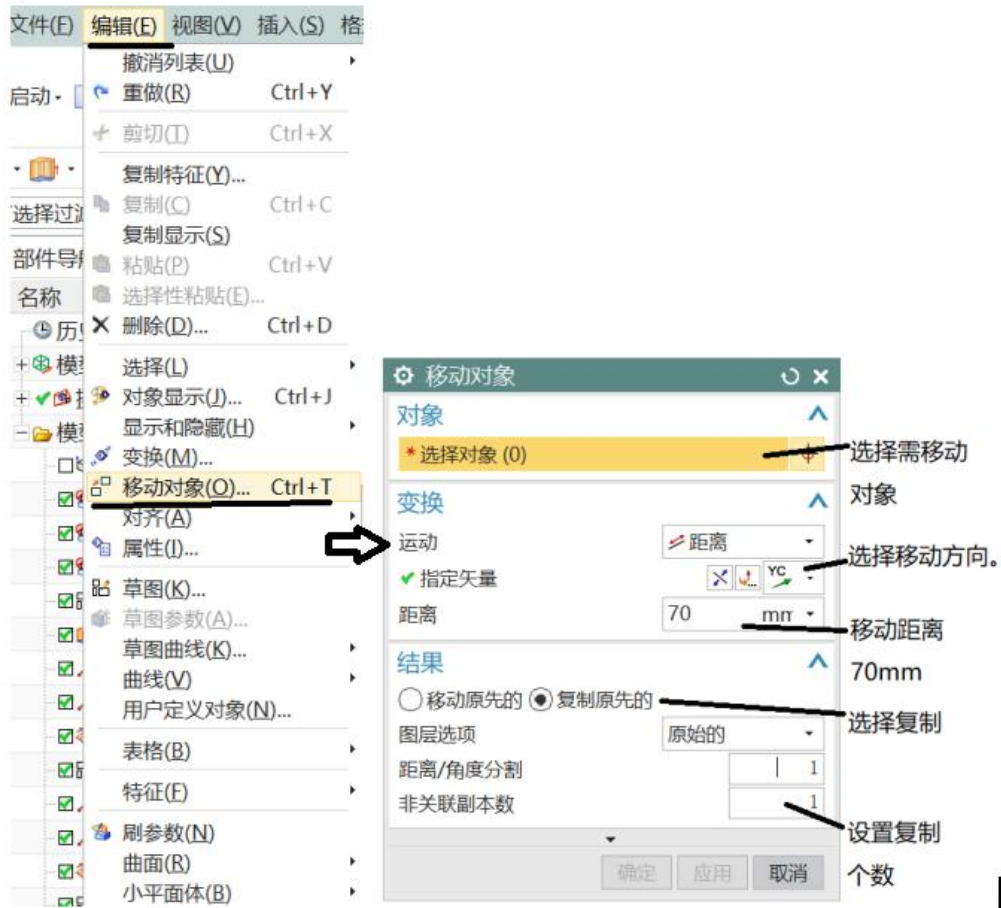 文件(F) 编辑(E) 视图(V) 插入(S)
撤消列表(U)
启动
重做(R) Ctrl+Y
剪切(T) Ctrl+X
复制特征(Y)...
选择过滤
复制(C) Ctrl+C
复制显示(S)
部件导
粘贴(P) Ctrl+V
名称
选择性粘贴(E)...
删除(D)... Ctrl+D
选择(L)
对象显示(J)... Ctrl+J
显示和隐藏(H)
变换(M)...
移动对象(O)... Ctrl+T
对齐(A)
属性(I)...
草图(K)...
草图参数(A)...
草图曲线(K)...
曲线(V)
用户定义对象(N)...
表格(B)
特征(F)
刷参数(N)
曲面(R)
小平面体(B)
移动对象
对象
* 选择对象 (0)
变换
运动 距离
指定矢量 YC
距离 70 mm
结果
移动原先的 复制原先的
图层选项 原始的
距离/角度分割 1
非关联副本数 1
确定 应用 取消
选择需移动
对象
选择移动方向。
移动距离
70mm
选择复制
设置复制
个数